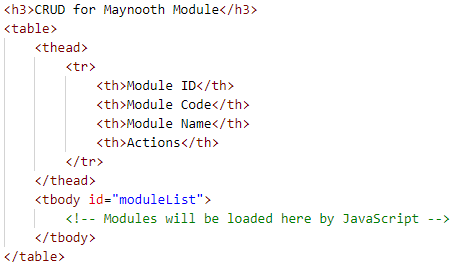 <h3>CRUD for Maynooth Module</h3>
<table>
    <thead>
        <tr>
            <th>Module ID</th>
            <th>Module Code</th>
            <th>Module Name</th>
            <th>Actions</th>
        </tr>
    </thead>
    <tbody id="moduleList">
        <!-- Modules will be loaded here by JavaScript -->
    </tbody>
</table>